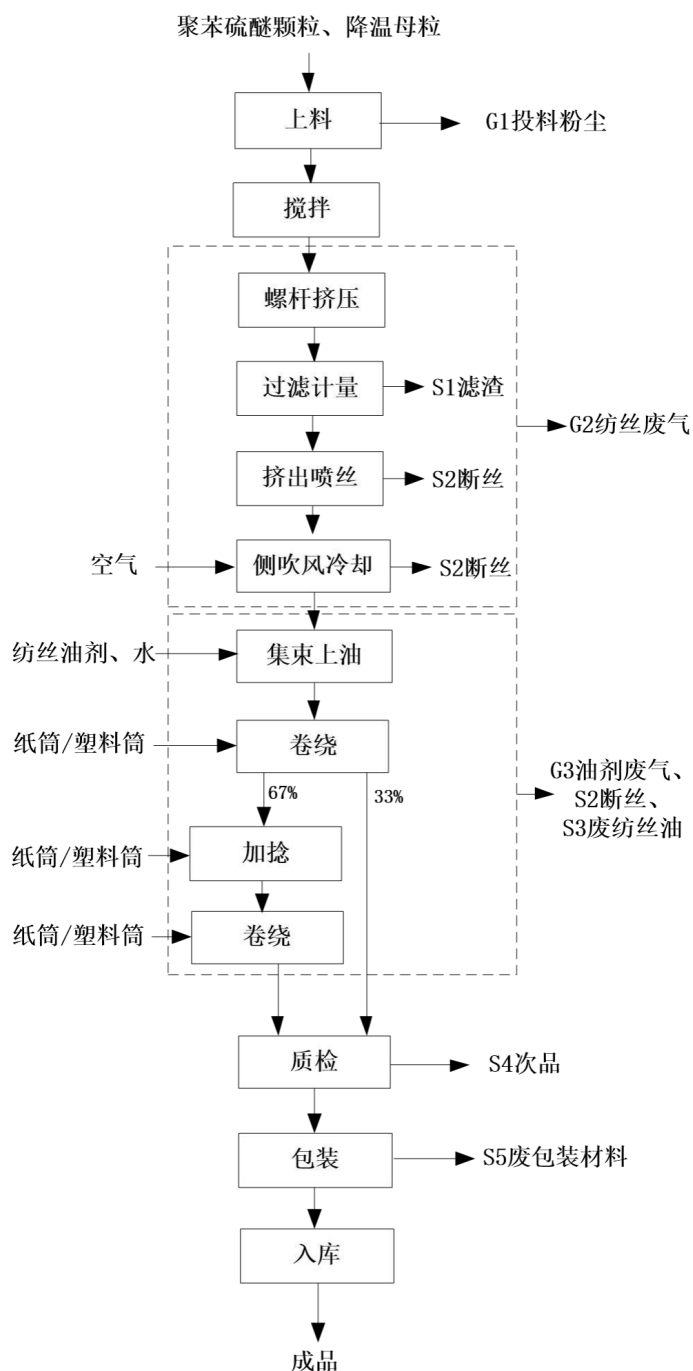 聚苯硫醚颗粒、降温母粒
上料
G1投料粉尘
搅拌
螺杆挤压
过滤计量
S1滤渣
G2纺丝废气
挤出喷丝
S2断丝
空气
侧吹风冷却
S2断丝
纺丝油剂、水
集束上油
纸筒/塑料筒
卷绕
67%
33%
G3油剂废气、
S2断丝、
S3废纺丝油
纸筒/塑料筒
加捻
纸筒/塑料筒
卷绕
质检
S4次品
包装
S5废包装材料
入库
成品